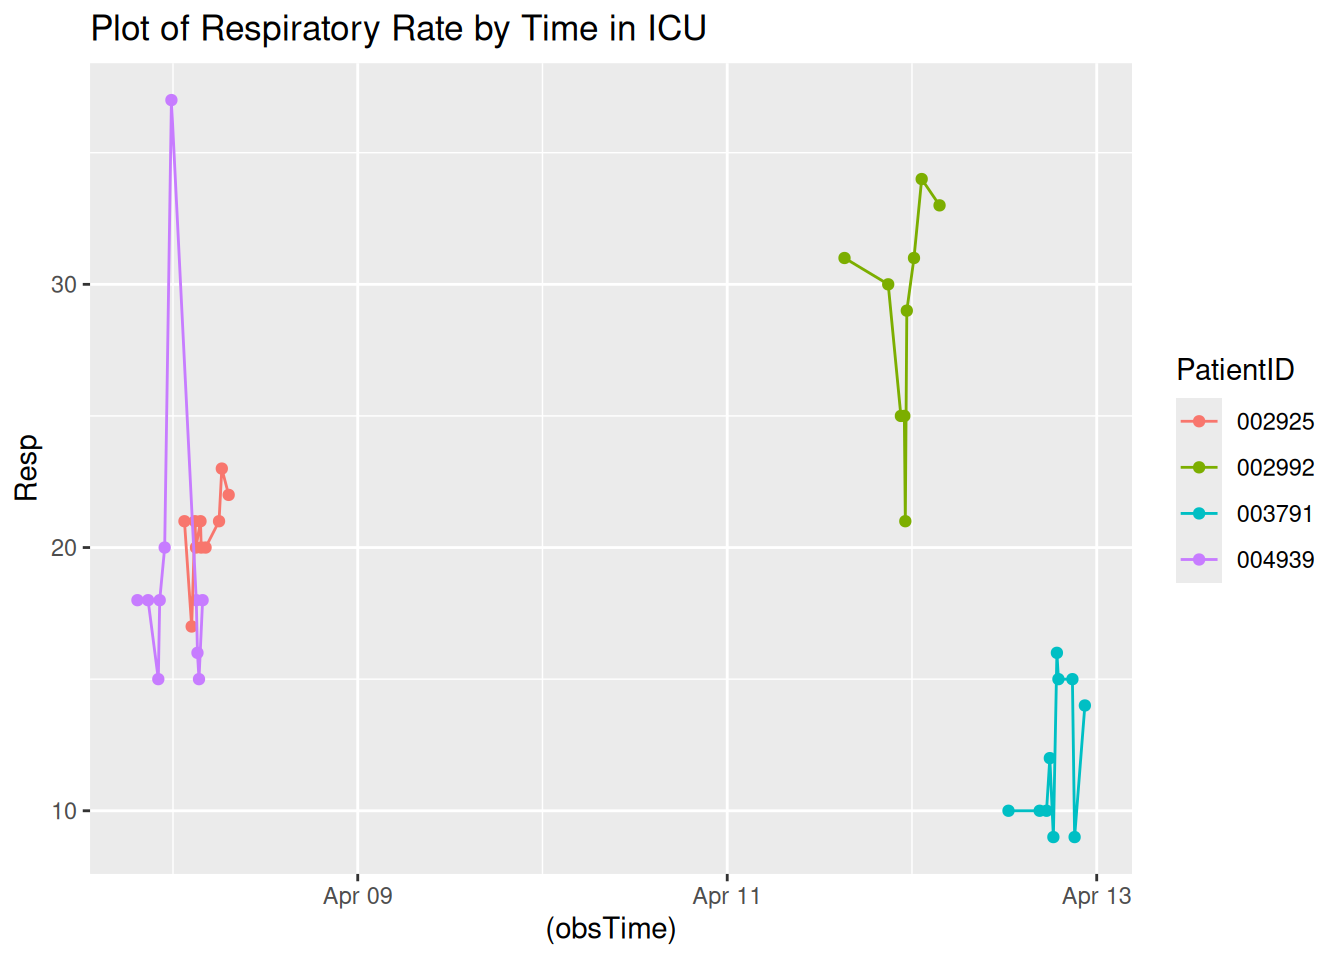 Plot of Respiratory Rate by Time in ICU
Resp
30
20
10
Apr 09
Apr 11
Apr 13
(obsTime)
PatientID
002925
002992
003791
004939